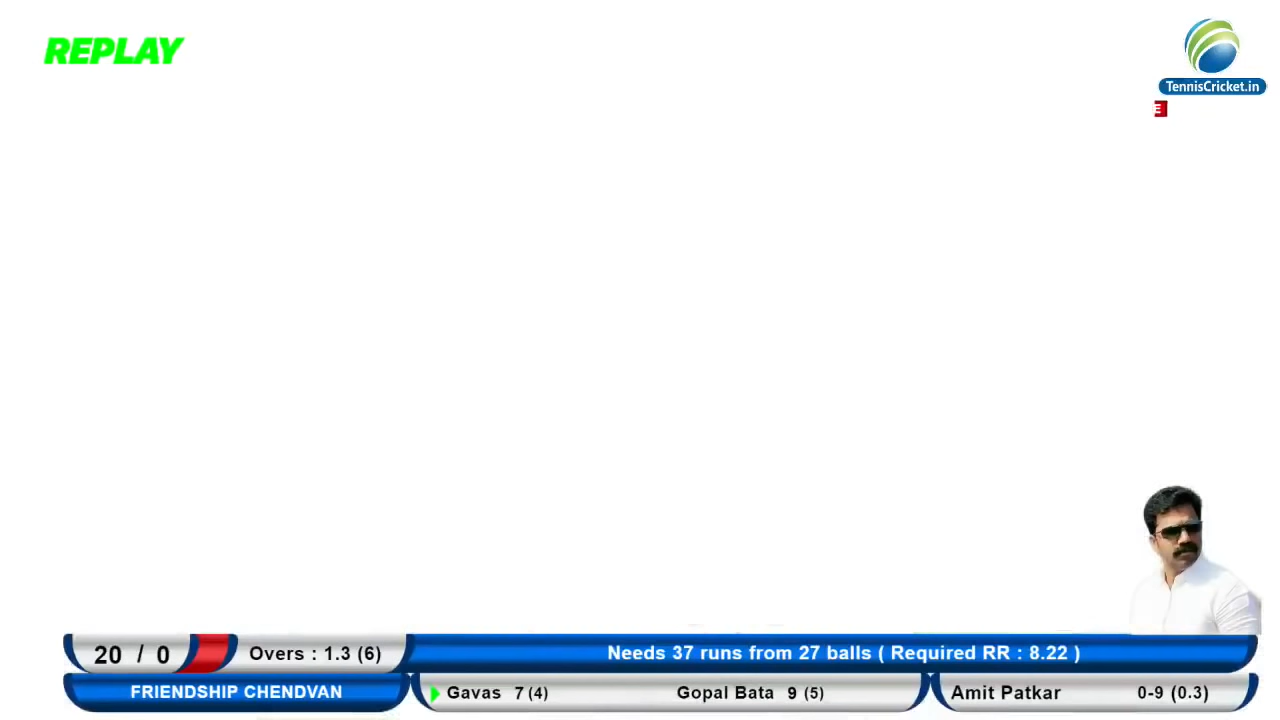 REPLAY
TennisCricket.in
E
20 / 0
Overs : 1.3 (6)
Needs 37 runs from 27 balls ( Required RR : 8.22 )
FRIENDSHIP CHENDVAN
Gavas 7 (4)
Gopal Bata 9 (5)
Amit Patkar 0-9 (0.3)